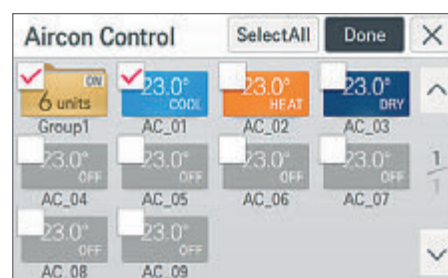 Aircon Control SelectAll Done
ON
6 units 23.0° COOL 23.0° HEAT 23.0° DRY
Group1 AC_01 AC_02 AC_03
23.0° OFF 23.0° OFF 23.0° OFF 23.0° OFF
AC_04 AC_05 AC_06 AC_07
1/1
23.0° OFF 23.0° OFF
AC_08 AC_09